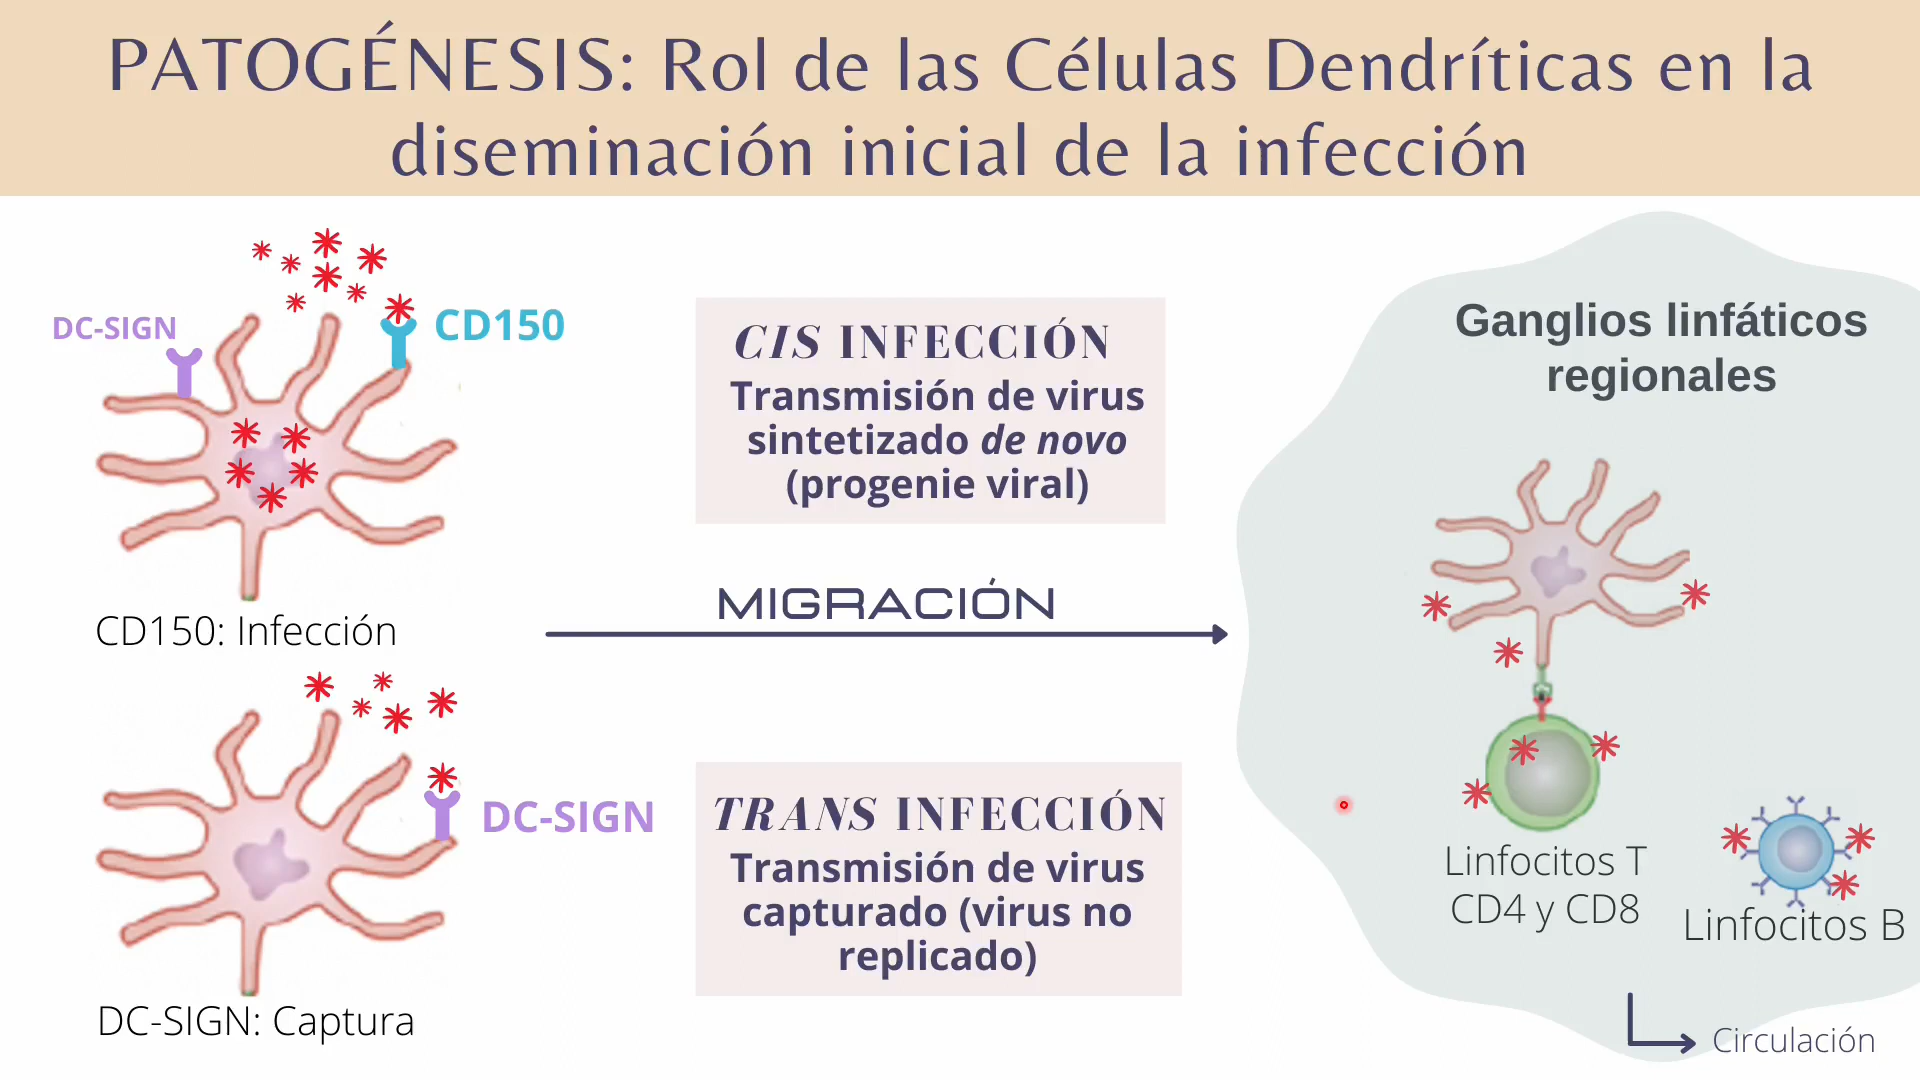 PATOGÉNESIS: Rol de las Células Dendríticas en la
diseminación inicial de la infección
DC-SIGN
CD150
CD150: Infección
DC-SIGN
DC-SIGN: Captura
CIS INFECCIÓN
Transmisión de virus
sintetizado de novo
(progenie viral)
MIGRACIÓN
TRANS INFECCIÓN
Transmisión de virus
capturado (virus no
replicado)
Ganglios linfáticos
regionales
Linfocitos T
CD4 y CD8
Linfocitos B
Circulación